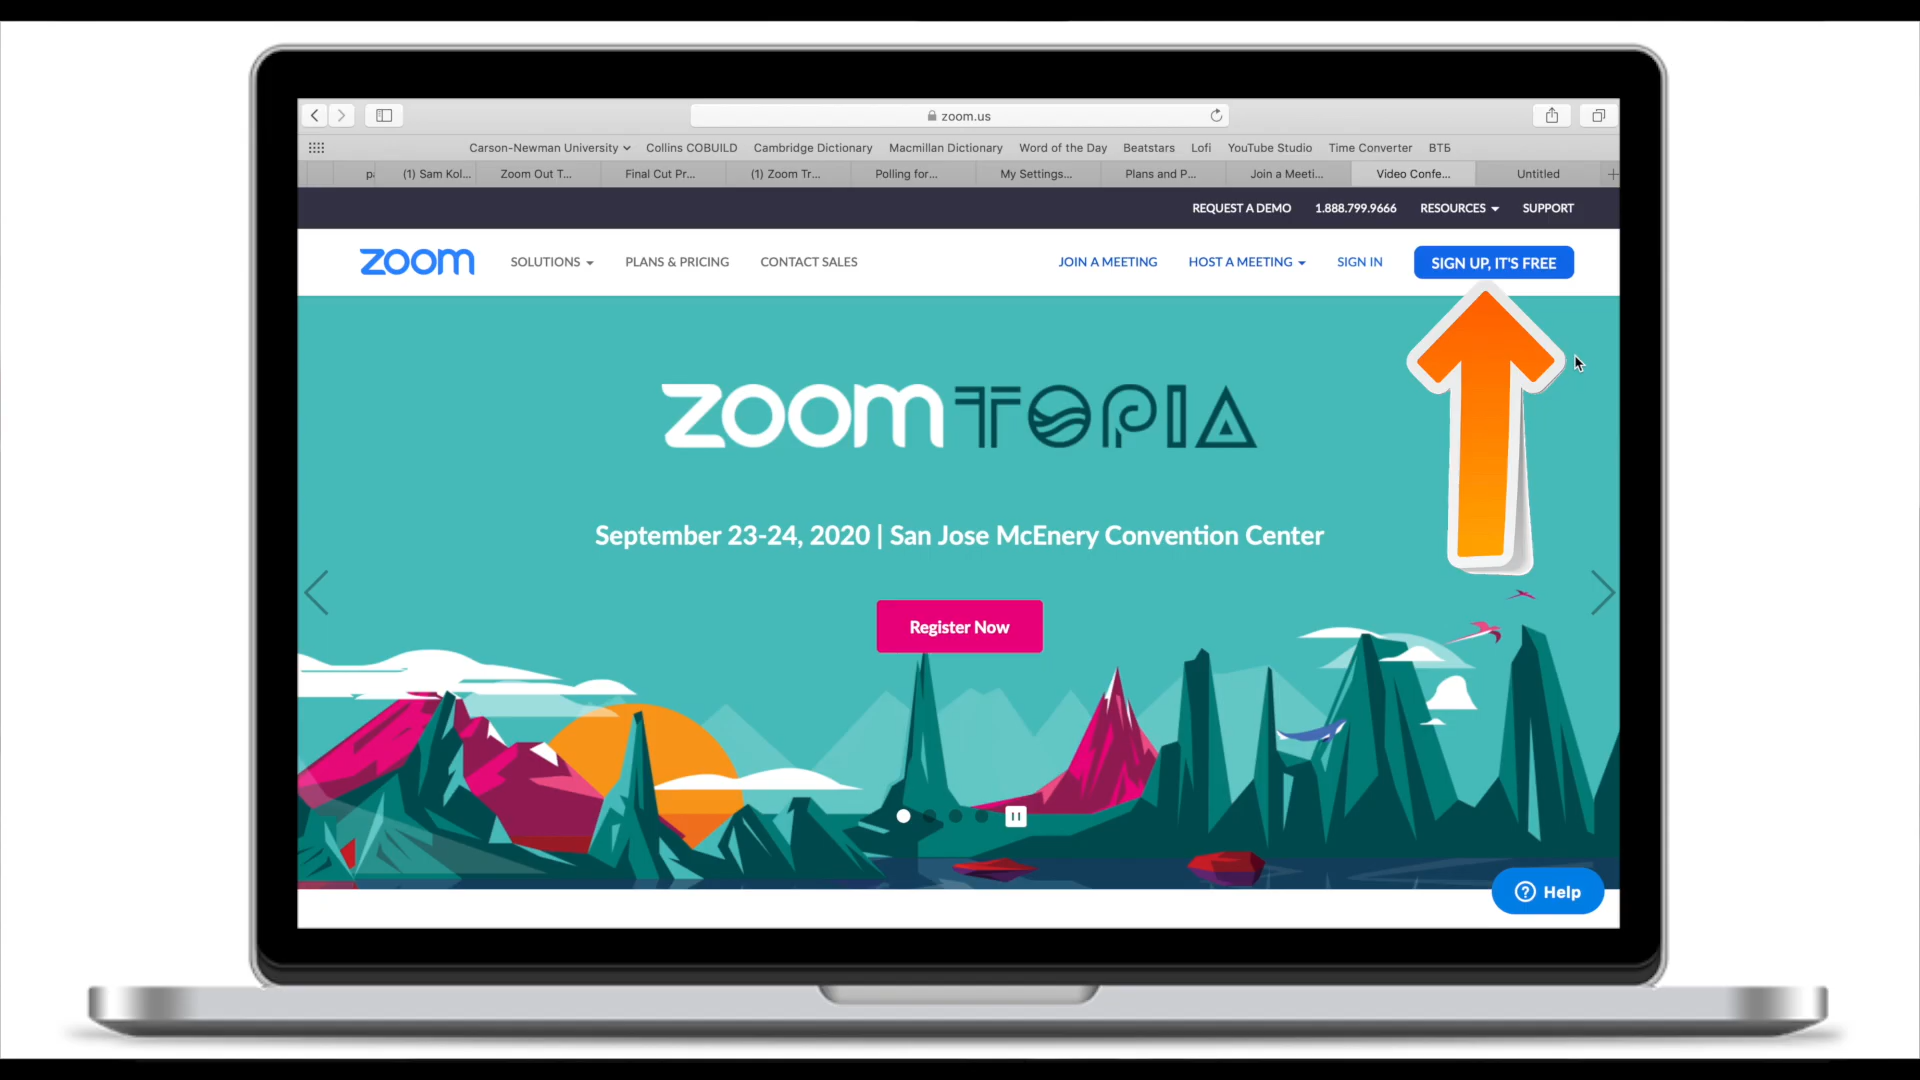 zoom.us
Carson-Newman University Collins COBUILD Cambridge Dictionary Macmillan Dictionary Word of the Day Beatstars Lofi YouTube Studio Time Converter ВТБ
(1) Sam Kol... Zoom Out T... Final Cut Pr... (1) Zoom Tr... Polling for... My Settings... Plans and P... Join a Meeti... Video Confe... Untitled
REQUEST A DEMO 1.888.799.9666 RESOURCES SUPPORT
zoom SOLUTIONS PLANS & PRICING CONTACT SALES JOIN A MEETING HOST A MEETING SIGN IN SIGN UP, IT'S FREE
zoomTOPIA
September 23-24, 2020 | San Jose McEnery Convention Center
Register Now
Help